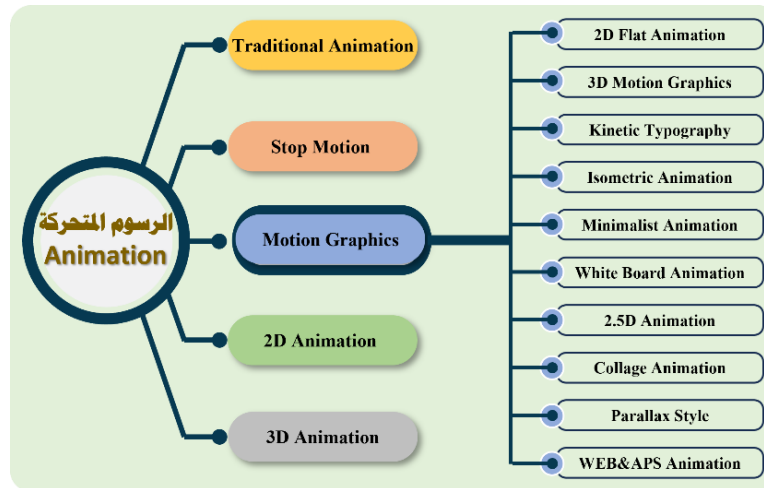 الرسوم المتحركة
Animation
Traditional Animation
Stop Motion
Motion Graphics
2D Animation
3D Animation
2D Flat Animation
3D Motion Graphics
Kinetic Typography
Isometric Animation
Minimalist Animation
White Board Animation
2.5D Animation
Collage Animation
Parallax Style
WEB&APS Animation